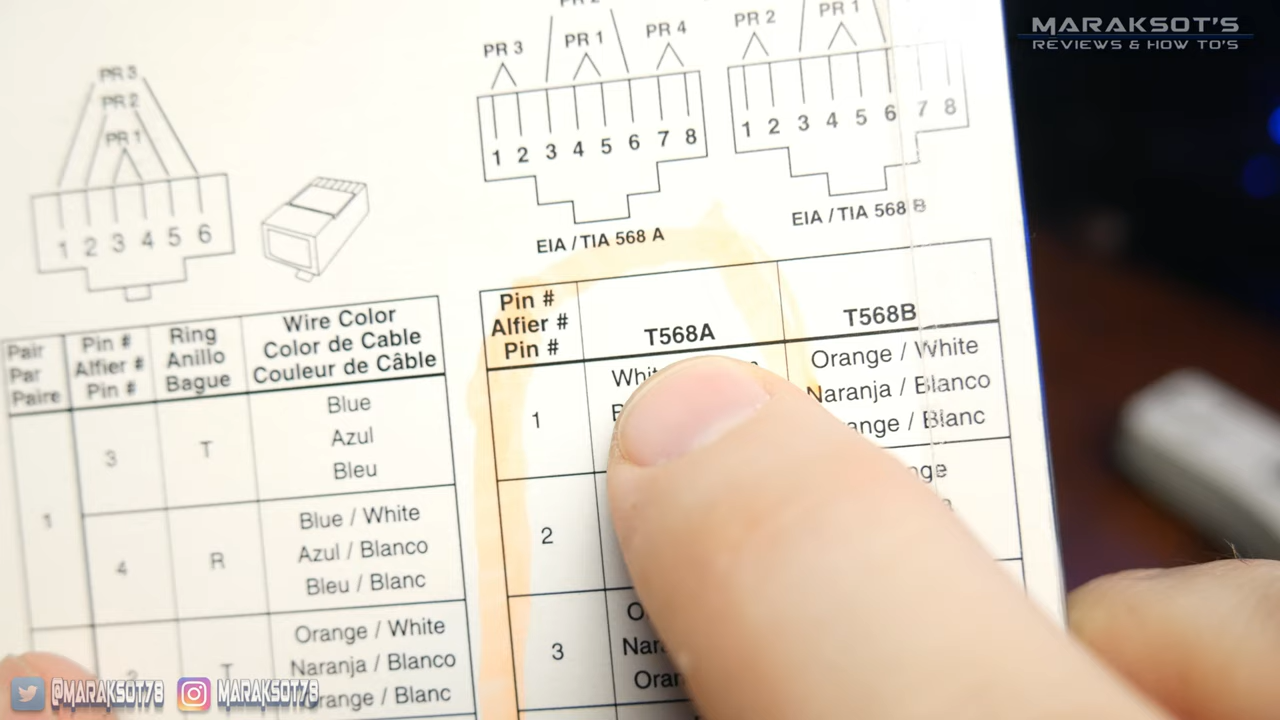 MARAKSOT'S
REVIEWS & HOW TO'S
PR 3
PR 2
PR 1
1 2 3 4 5 6
PR 2
PR 3
PR 1
PR 4
1 2 3 4 5 6 7 8
EIA / TIA 568 A
PR 2
PR 1
1 2 3 4 5 6 7 8
EIA / TIA 568 B
Pair
Par
Paire
Pin #
Alfier #
Pin #
Ring
Anillo
Bague
Wire Color
Color de Cable
Couleur de Câble
1
3
T
Blue
Azul
Bleu
4
R
Blue / White
Azul / Blanco
Bleu / Blanc
T
Orange / White
Naranja / Blanco
Orange / Blanc
Pin #
Alfier #
Pin #
T568A
T568B
1
Orange / White
Naranja / Blanco
Blanc
2
3
@MARAKSOT78
MARAKSOT78